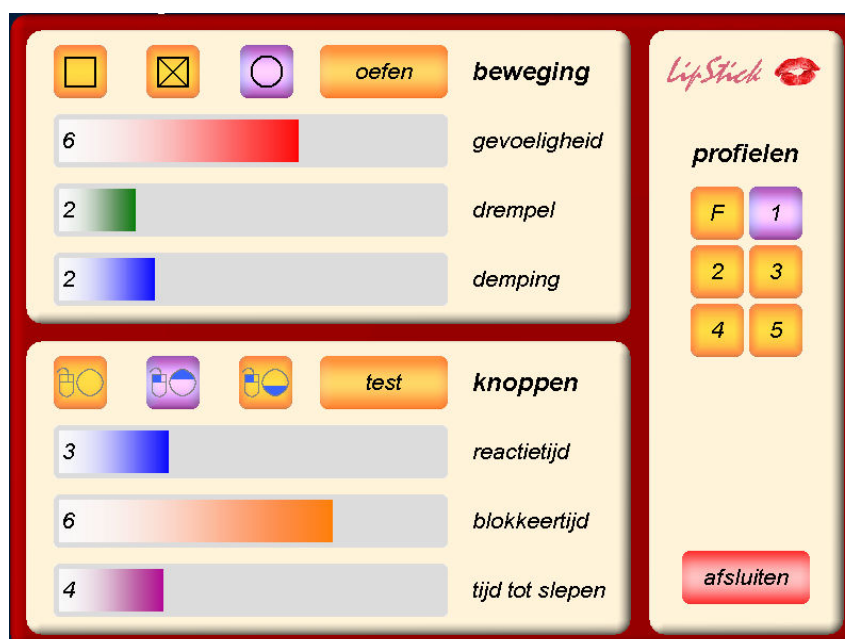 oefen beweging
6 gevoeligheid
2 drempel
2 demping
test knoppen
3 reactietijd
6 blokkeertijd
4 tijd tot slepen
LipStick
profielen
F 1
2 3
4 5
afsluiten